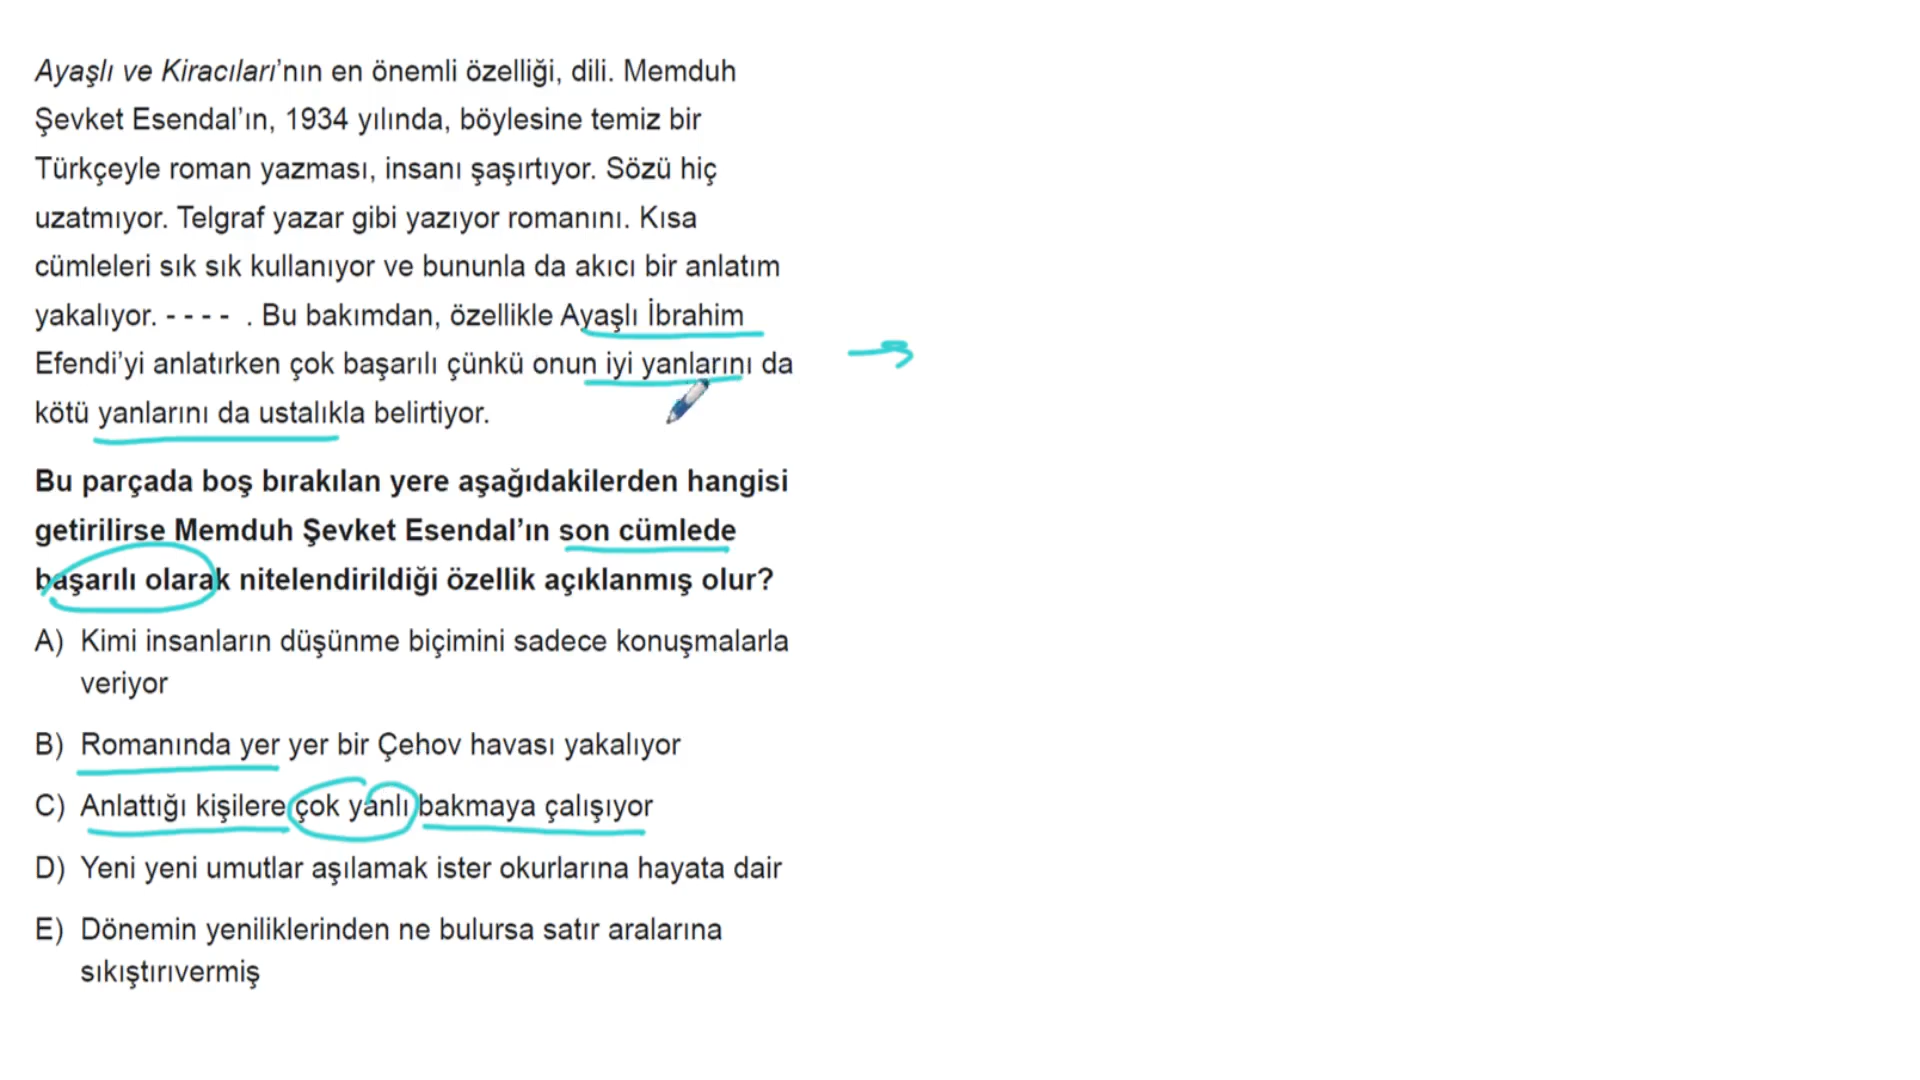 Ayaşlı ve Kiracıları’nın en önemli özelliği, dili. Memduh
Şevket Esendal’ın, 1934 yılında, böylesine temiz bir
Türkçeyle roman yazması, insanı şaşırtıyor. Sözü hiç
uzatmıyor. Telgraf yazar gibi yazıyor romanını. Kısa
cümleleri sık sık kullanıyor ve bununla da akıcı bir anlatım
yakalıyor. - - - - . Bu bakımdan, özellikle Ayaşlı İbrahim
Efendi’yi anlatırken çok başarılı çünkü onun iyi yanlarını da
kötü yanlarını da ustalıkla belirtiyor.
Bu parçada boş bırakılan yere aşağıdakilerden hangisi
getirilirse Memduh Şevket Esendal’ın son cümlede
başarılı olarak nitelendirildiği özellik açıklanmış olur?
A) Kimi insanların düşünme biçimini sadece konuşmalarla
veriyor
B) Romanında yer yer bir Çehov havası yakalıyor
C) Anlattığı kişilere çok yanlı bakmaya çalışıyor
D) Yeni yeni umutlar aşılamak ister okurlarına hayata dair
E) Dönemin yeniliklerinden ne bulursa satır aralarına
sıkıştırıvermiş